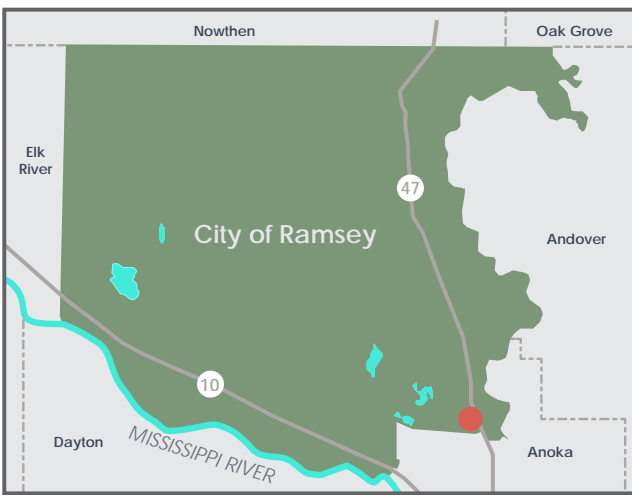 Nowthen
Oak Grove
Elk
River
47
City of Ramsey
Andover
10
Dayton
MISSISSIPPI RIVER
Anoka